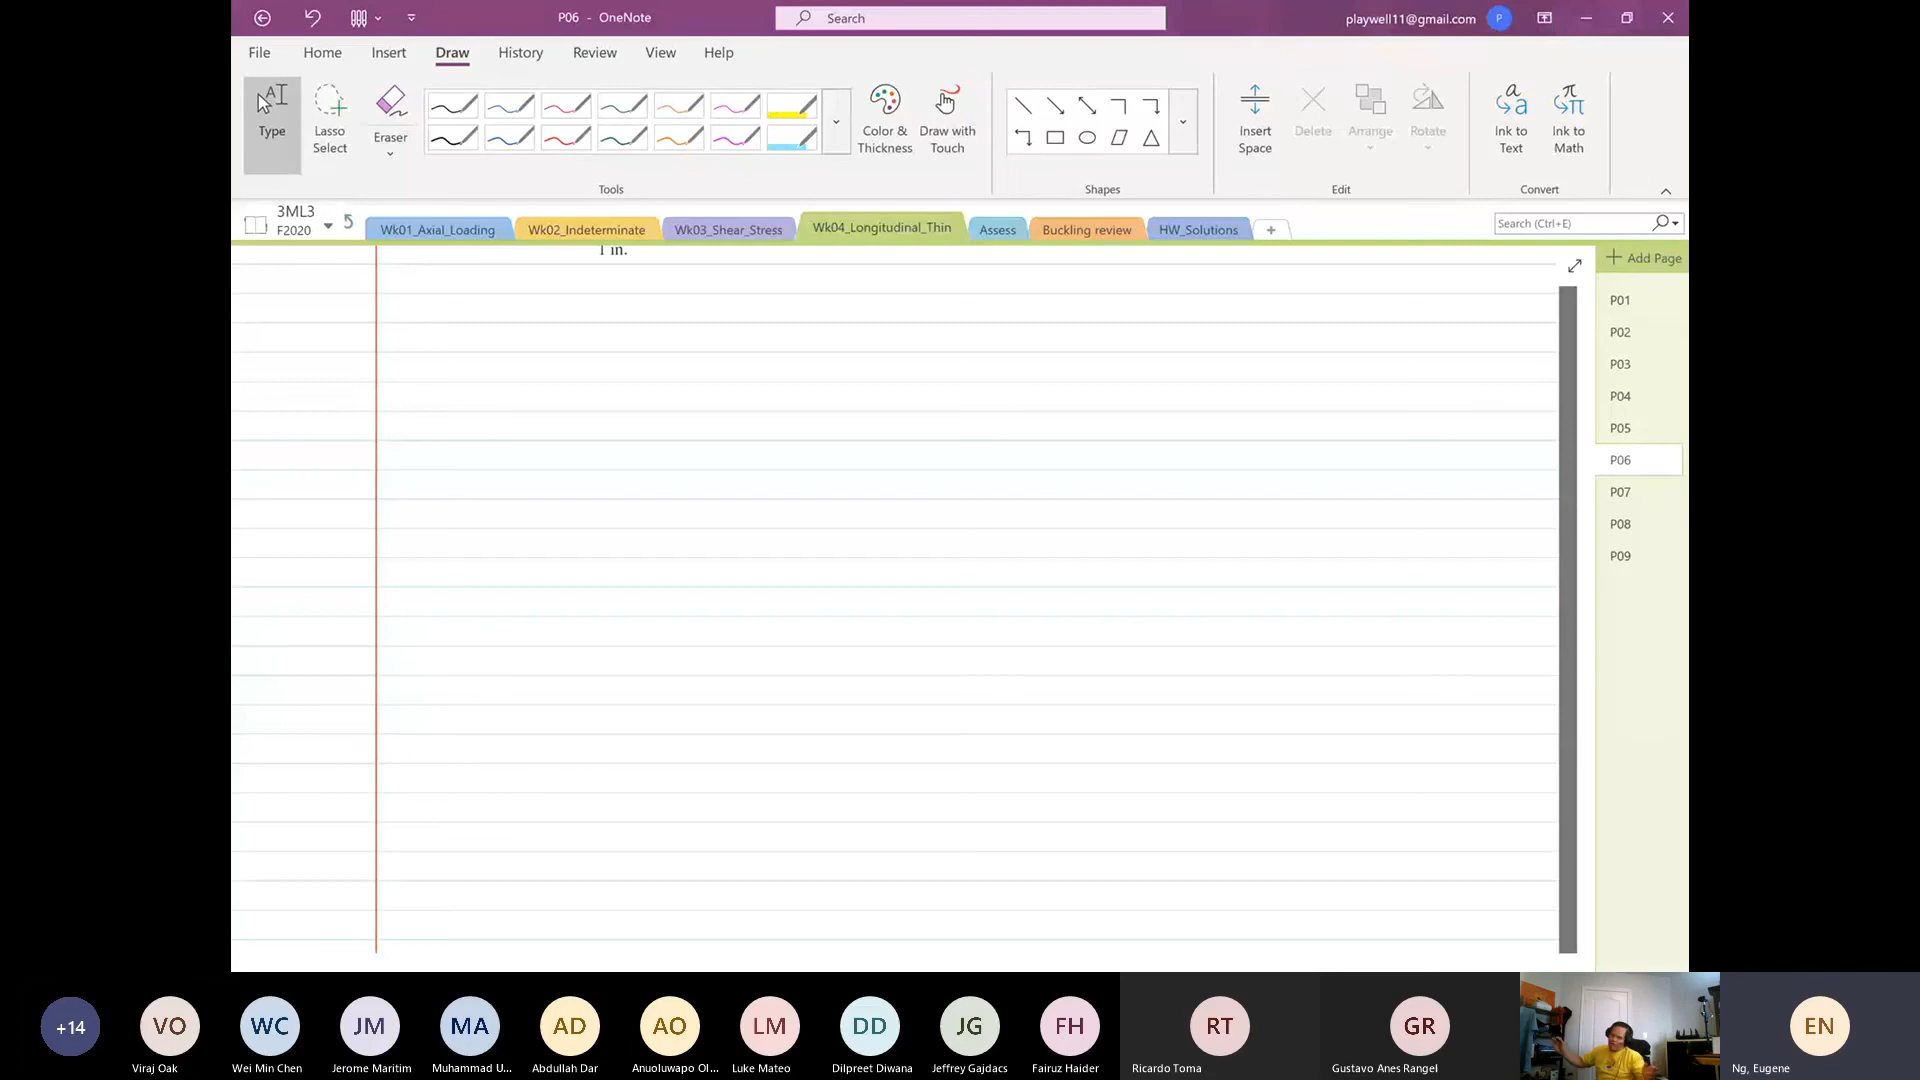 P06 - OneNote
Search
playwell11@gmail.com
P
File
Home
Insert
Draw
History
Review
View
Help
Type
Lasso
Select
Eraser
Color &
Thickness
Draw with
Touch
Insert
Space
Delete
Arrange
Rotate
Ink to
Text
Ink to
Math
Tools
Shapes
Edit
Convert
3ML3
F2020
Wk01_Axial_Loading
Wk02_Indeterminate
Wk03_Shear_Stress
Wk04_Longitudinal_Thin
Assess
Buckling review
HW_Solutions
Search (Ctrl+E)
1 in.
Add Page
P01
P02
P03
P04
P05
P06
P07
P08
P09
+14
VO
WC
JM
MA
AD
AO
LM
DD
JG
FH
RT
GR
EN
Viraj Oak
Wei Min Chen
Jerome Maritim
Muhammad U...
Abdullah Dar
Anuoluwapo Ol...
Luke Mateo
Dilpreet Diwana
Jeffrey Gajdacs
Fairuz Haider
Ricardo Toma
Gustavo Anes Rangel
Ng, Eugene